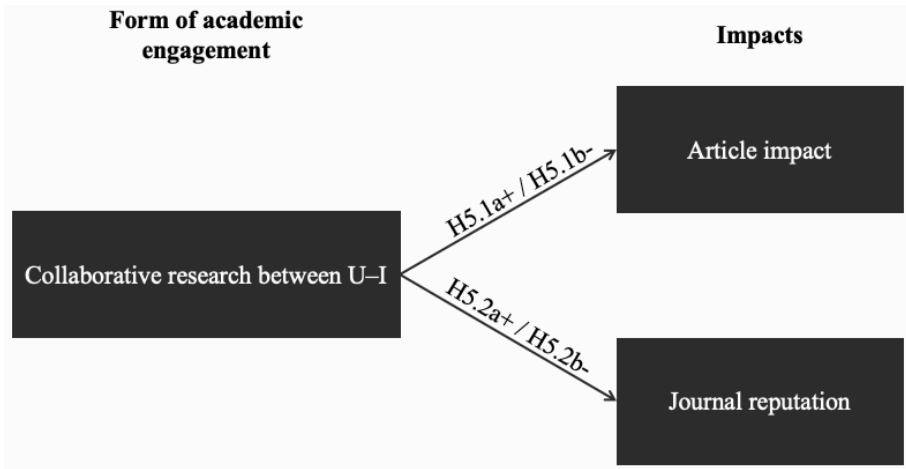 Form of academic
engagement
Impacts
Article impact
H5.1a+ / H5.1b-
Collaborative research between U–I
H5.2a+ / H5.2b-
Journal reputation